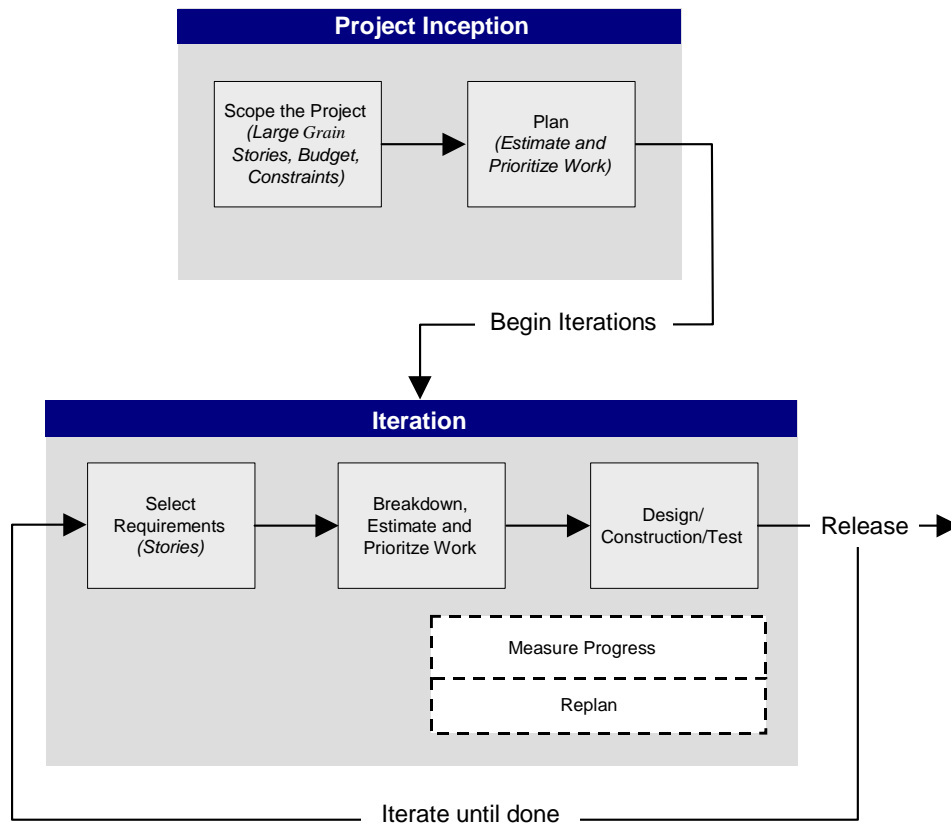 Project Inception
Scope the Project
(Large Grain
Stories, Budget,
Constraints)
Plan
(Estimate and
Prioritize Work)
Begin Iterations
Iteration
Select
Requirements
(Stories)
Breakdown,
Estimate and
Prioritze Work
Design/
Construction/Test
Release
Measure Progress
Replan
Iterate until done